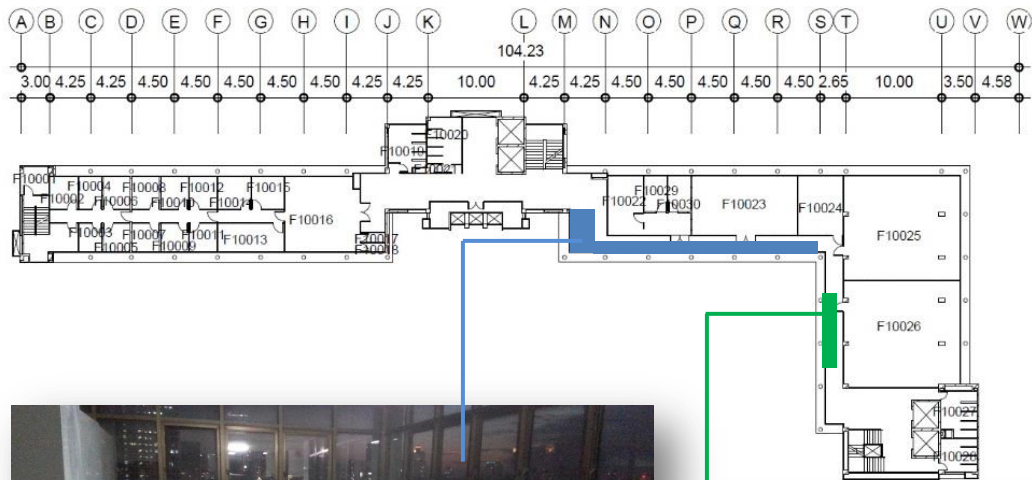 A B C D E F G H I J K L M N O P Q R S T U V W
104.23
3.00 4.25 4.25 4.50 4.50 4.50 4.50 4.50 4.25 4.25 10.00 4.25 4.25 4.50 4.50 4.50 4.50 4.50 2.65 10.00 3.50 4.58
F10019
F10020
F10021
F10001
F10002
F10004
F10006
F10008
F10010
F10012
F10014
F10015
F10016
F10003
F10005
F10007
F10009
F10011
F10013
F10017
F10018
F10022
F10029
F10030
F10023
F10024
F10025
F10026
F10027
F10028